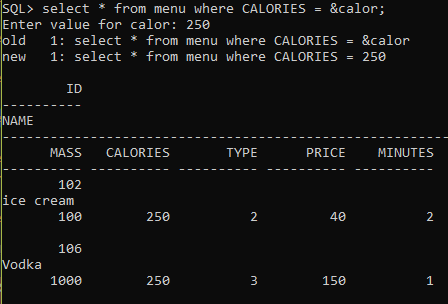 SQL> select * from menu where CALORIES = &calor;
Enter value for calor: 250
old   1: select * from menu where CALORIES = &calor
new   1: select * from menu where CALORIES = 250
        ID
----------
NAME
--------------------------------------------------------------------------------
      MASS   CALORIES       TYPE      PRICE    MINUTES
---------- ---------- ---------- ---------- ----------
       102
ice cream
       100        250          2         40          2
       106
Vodka
      1000        250          3        150          1